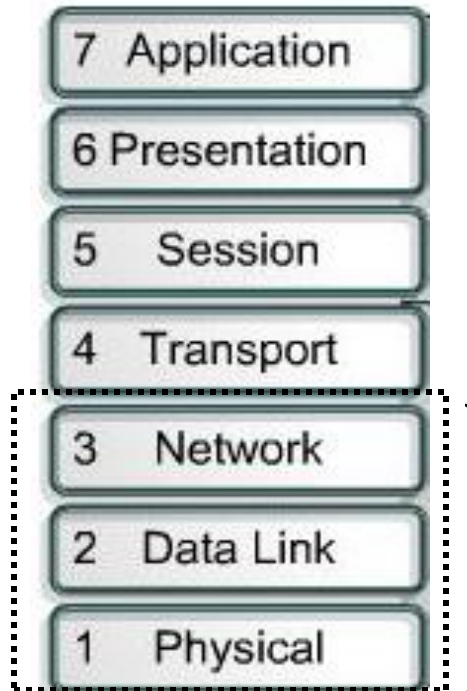 7 Application
6 Presentation
5 Session
4 Transport
3 Network
2 Data Link
1 Physical